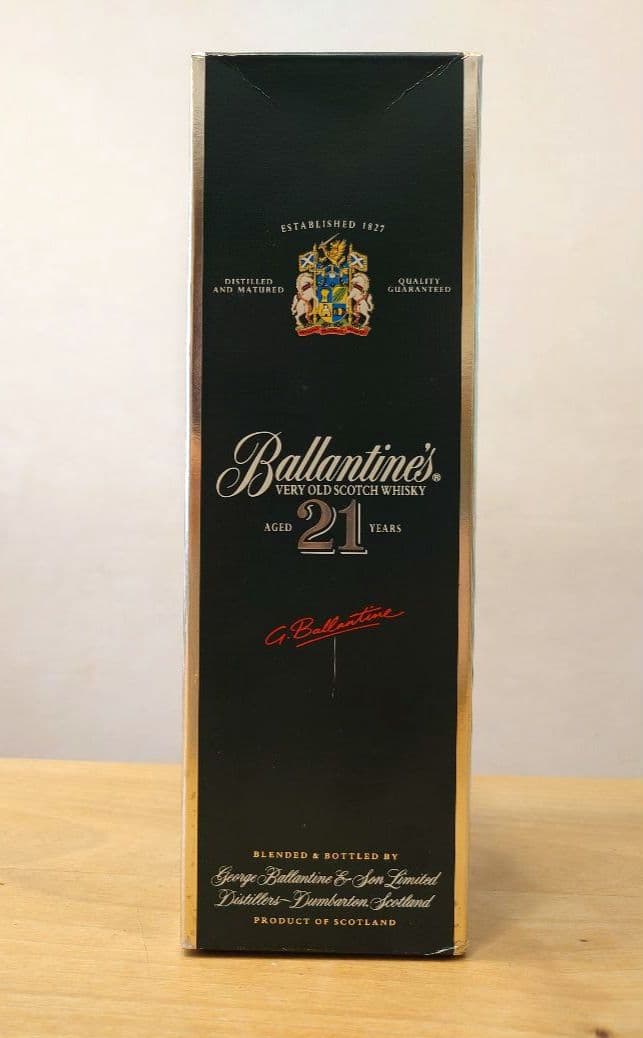 ESTABLISHED 1827
DISTILLED
AND MATURED
QUALITY
GUARANTEED
Ballantine's®
VERY OLD SCOTCH WHISKY
AGED 21 YEARS
G. Ballantine
BLENDED & BOTTLED BY
George Ballantine & Son Limited
Distillers~Dumbarton, Scotland
PRODUCT OF SCOTLAND